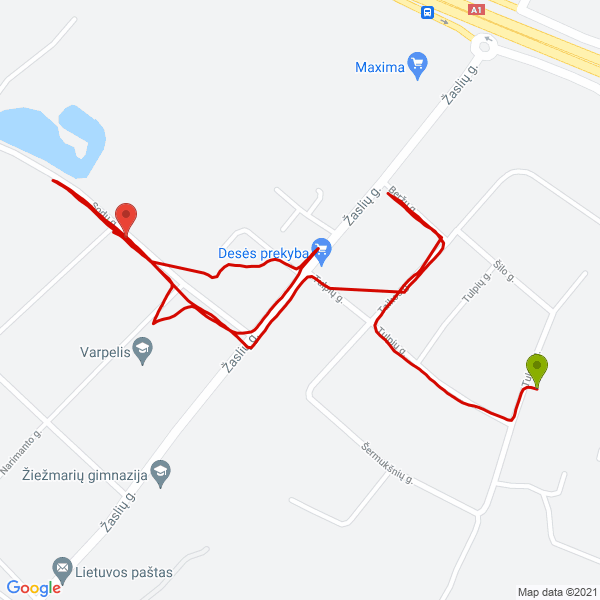 A1
Maxima
Žaslių g.
Beržų g.
Sodų g.
Žaslių g.
Desės prekyba
Šilo g.
Tulpių g.
Tulpių g.
Tulpių g.
Žaslių g.
Varpelis
Narimanto g.
Šermukšnių g.
Žiežmarių gimnazija
Žaslių g.
Lietuvos paštas
Google
Map data ©2021